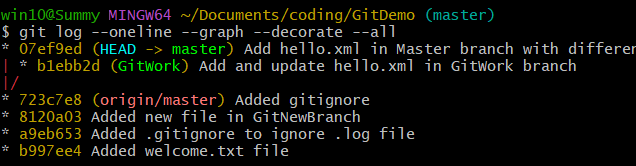 win10@Summy MINGW64 ~/Documents/coding/GitDemo (master)
$ git log --oneline --graph --decorate --all
* 07ef9ed (HEAD -> master) Add hello.xml in Master branch with differen
| * b1ebb2d (GitWork) Add and update hello.xml in GitWork branch
|/
* 723c7e8 (origin/master) Added gitignore
* 8120a03 Added new file in GitNewBranch
* a9eb653 Added .gitignore to ignore .log file
* b997ee4 Added welcome.txt file